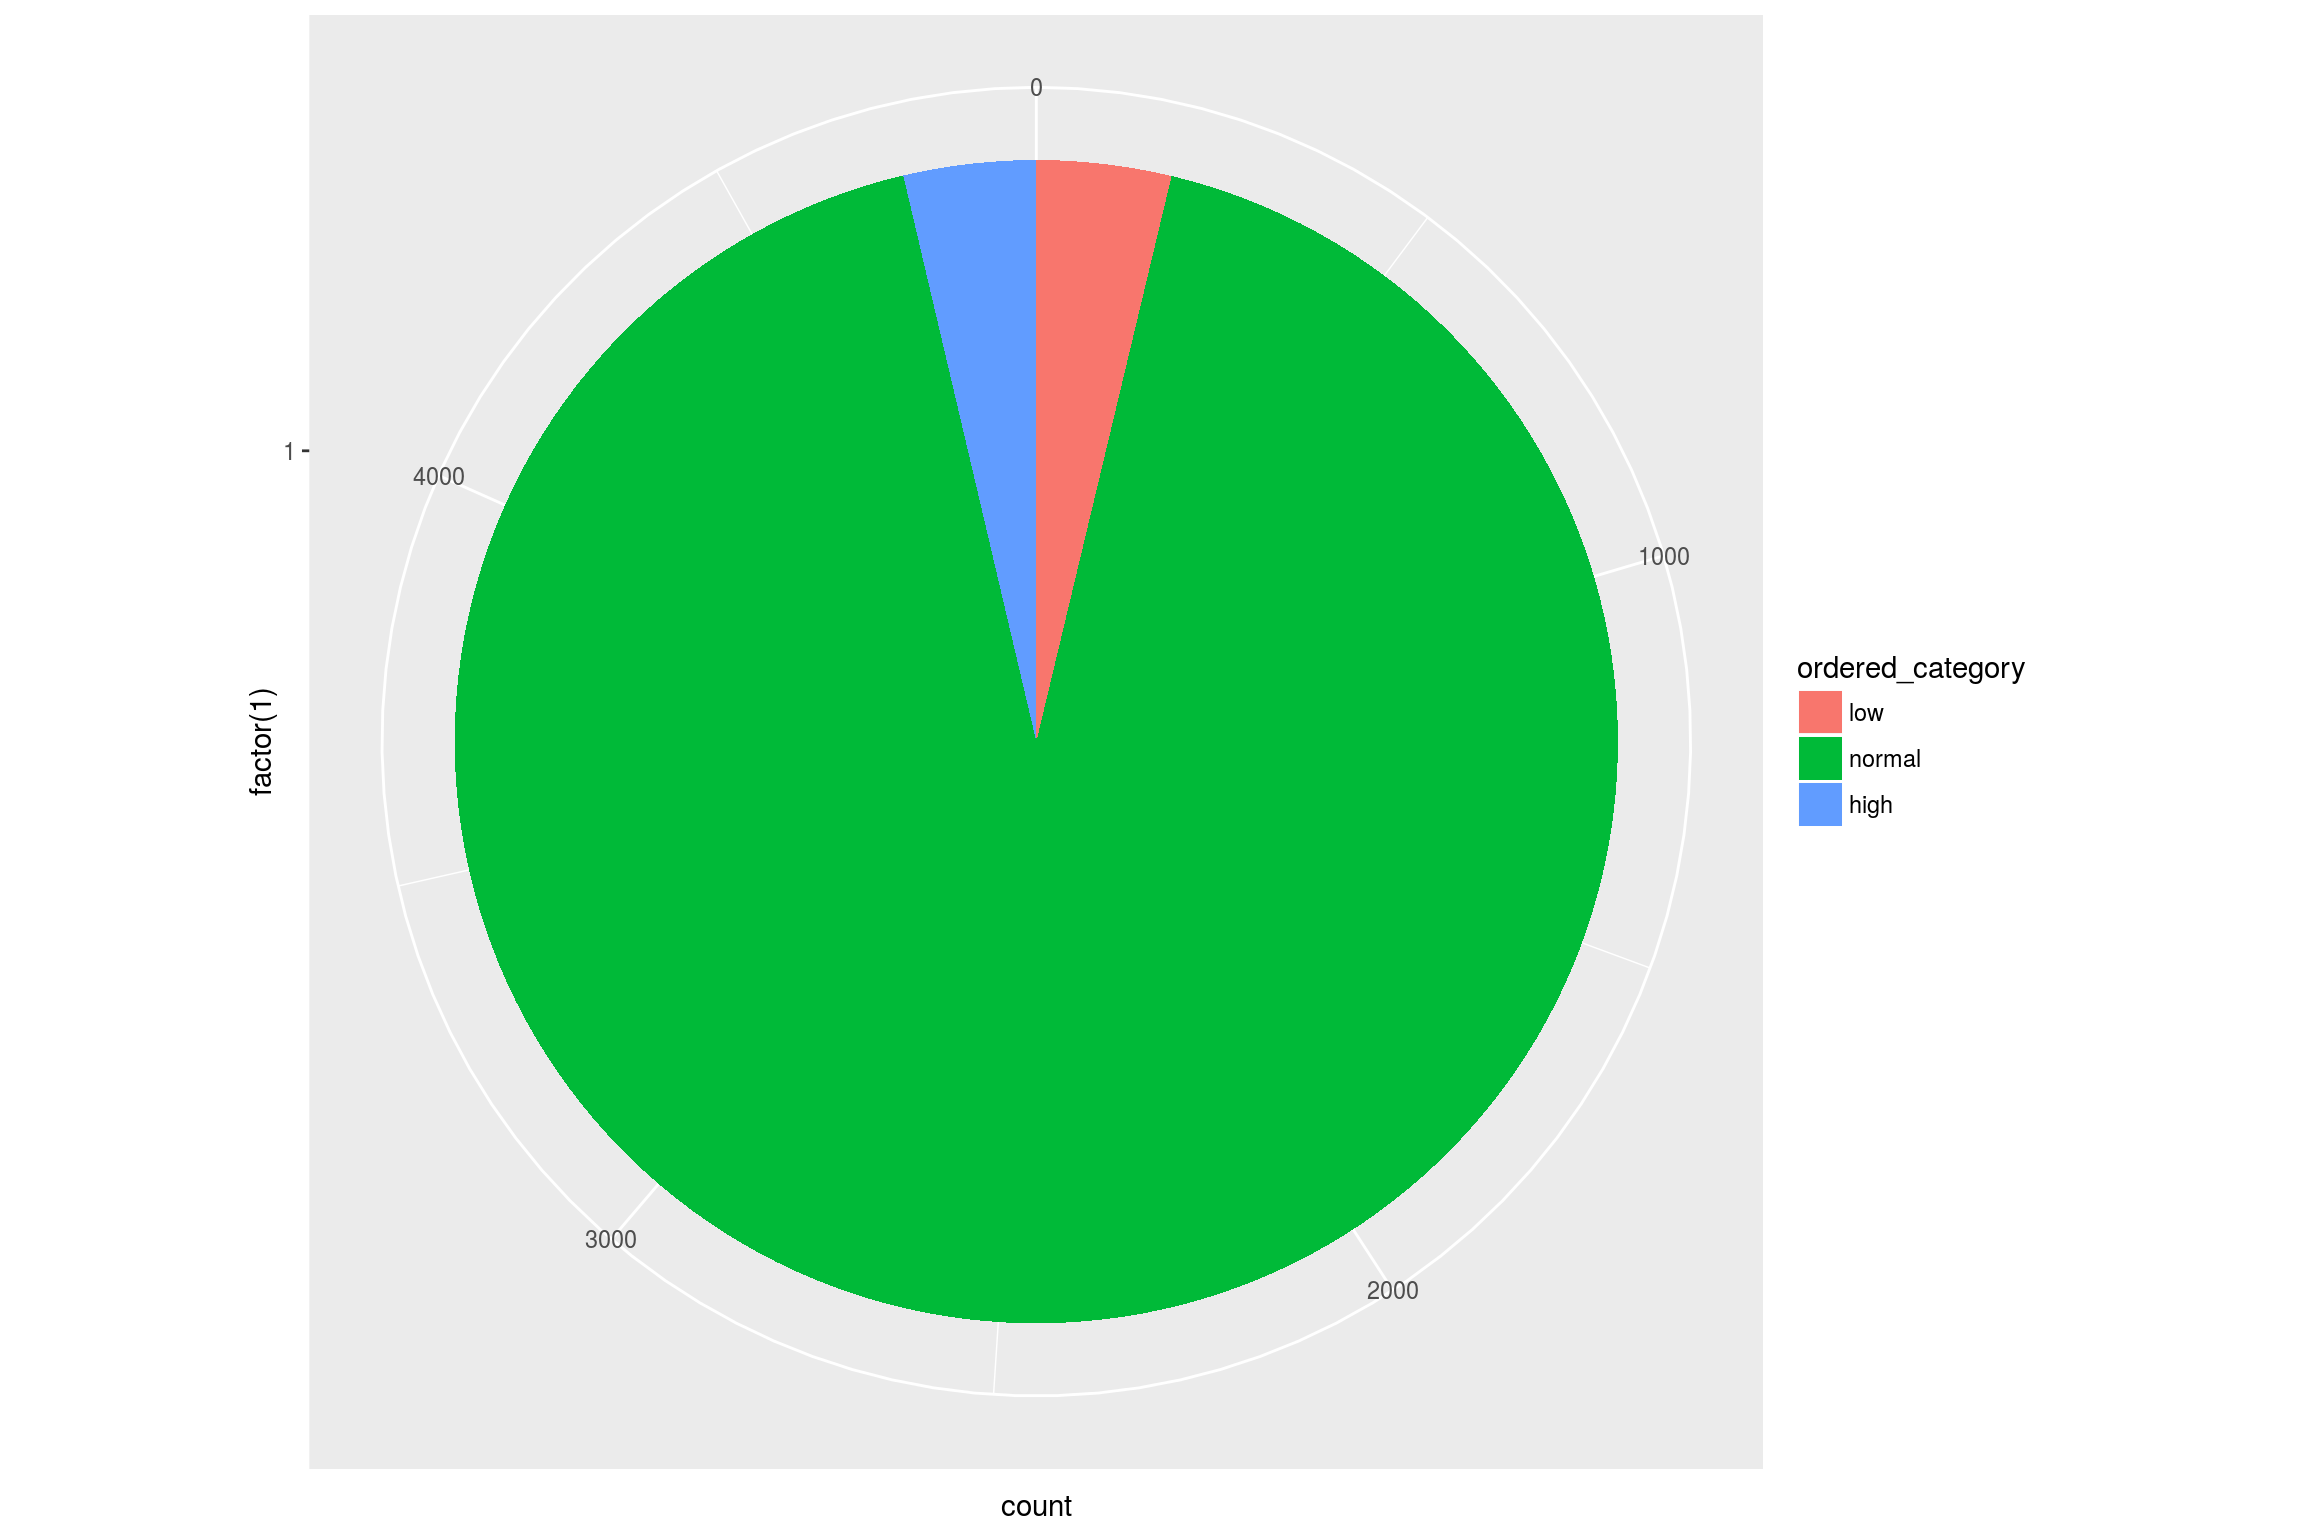 0
1
4000
1000
3000
2000
factor(1)
count
ordered_category
low
normal
high